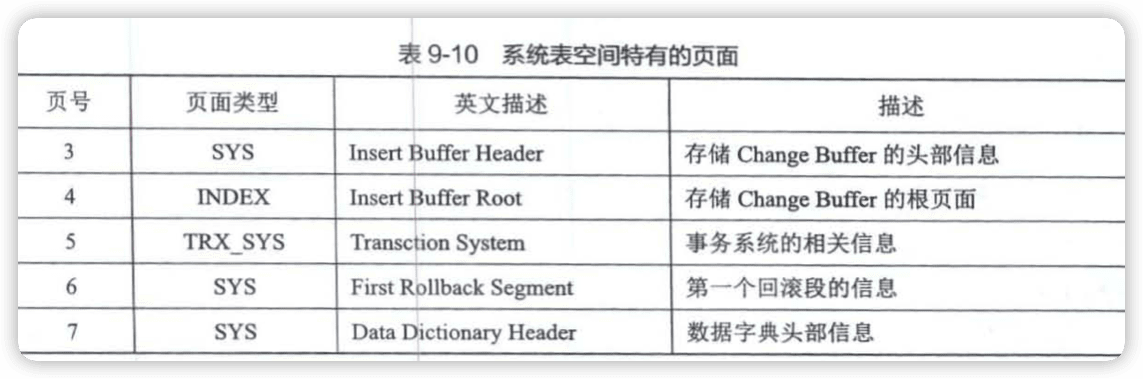 表 9-10 系统表空间特有的页面
页号 页面类型 英文描述 描述
3 SYS Insert Buffer Header 存储 Change Buffer 的头部信息
4 INDEX Insert Buffer Root 存储 Change Buffer 的根页面
5 TRX_SYS Transction System 事务系统的相关信息
6 SYS First Rollback Segment 第一个回滚段的信息
7 SYS Data Dictionary Header 数据字典头部信息